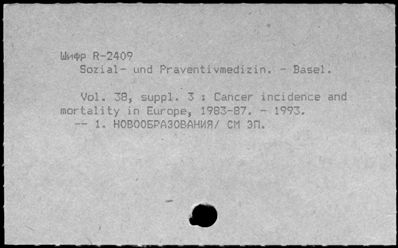 Шифр R-2409
Sozial- und Praventivmedizin. - Basel.
Vol. 38, suppl. 3 : Cancer incidence and
mortality in Europe, 1983-87. - 1993.
-- 1. НОВООБРАЗОВАНИЯ/ СМ ЭП.